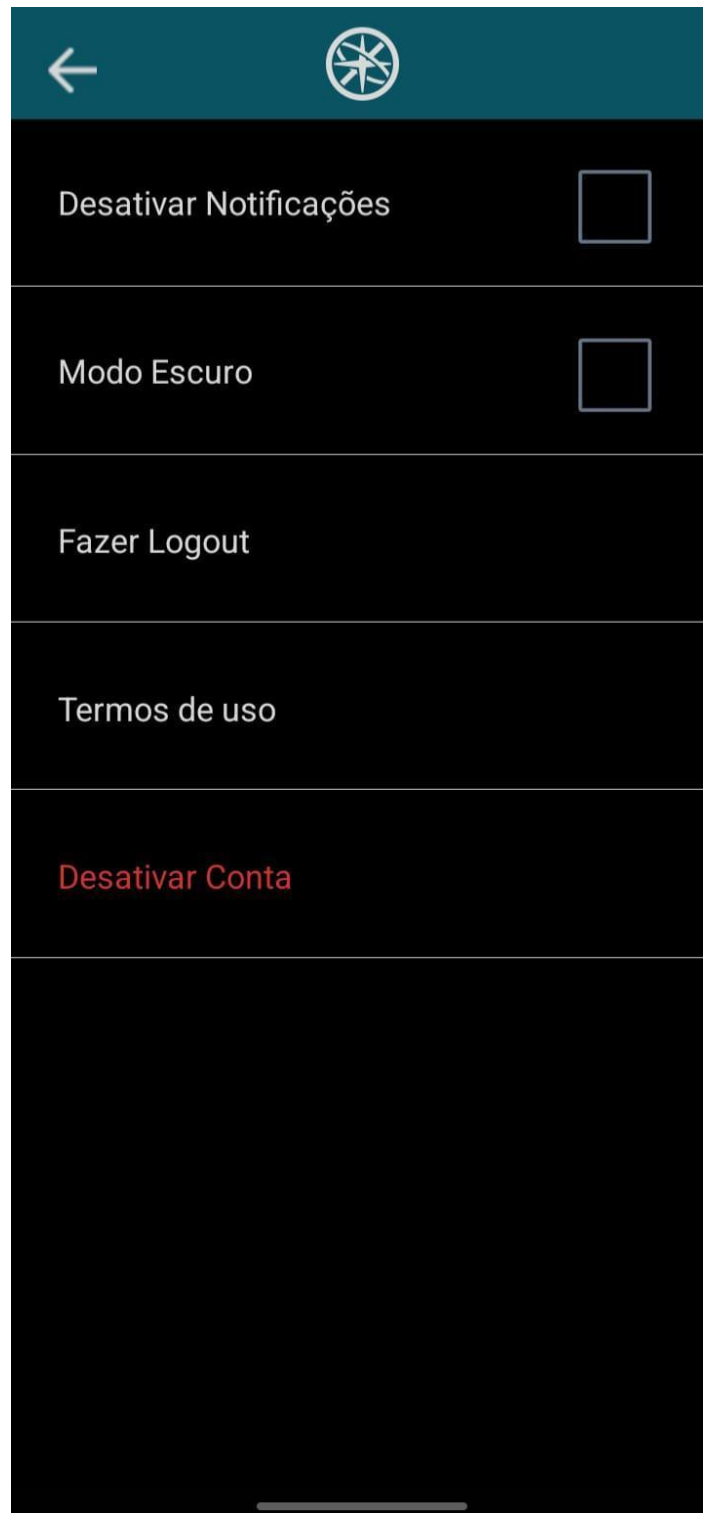 Desativar Notificações
Modo Escuro
Fazer Logout
Termos de uso
Desativar Conta